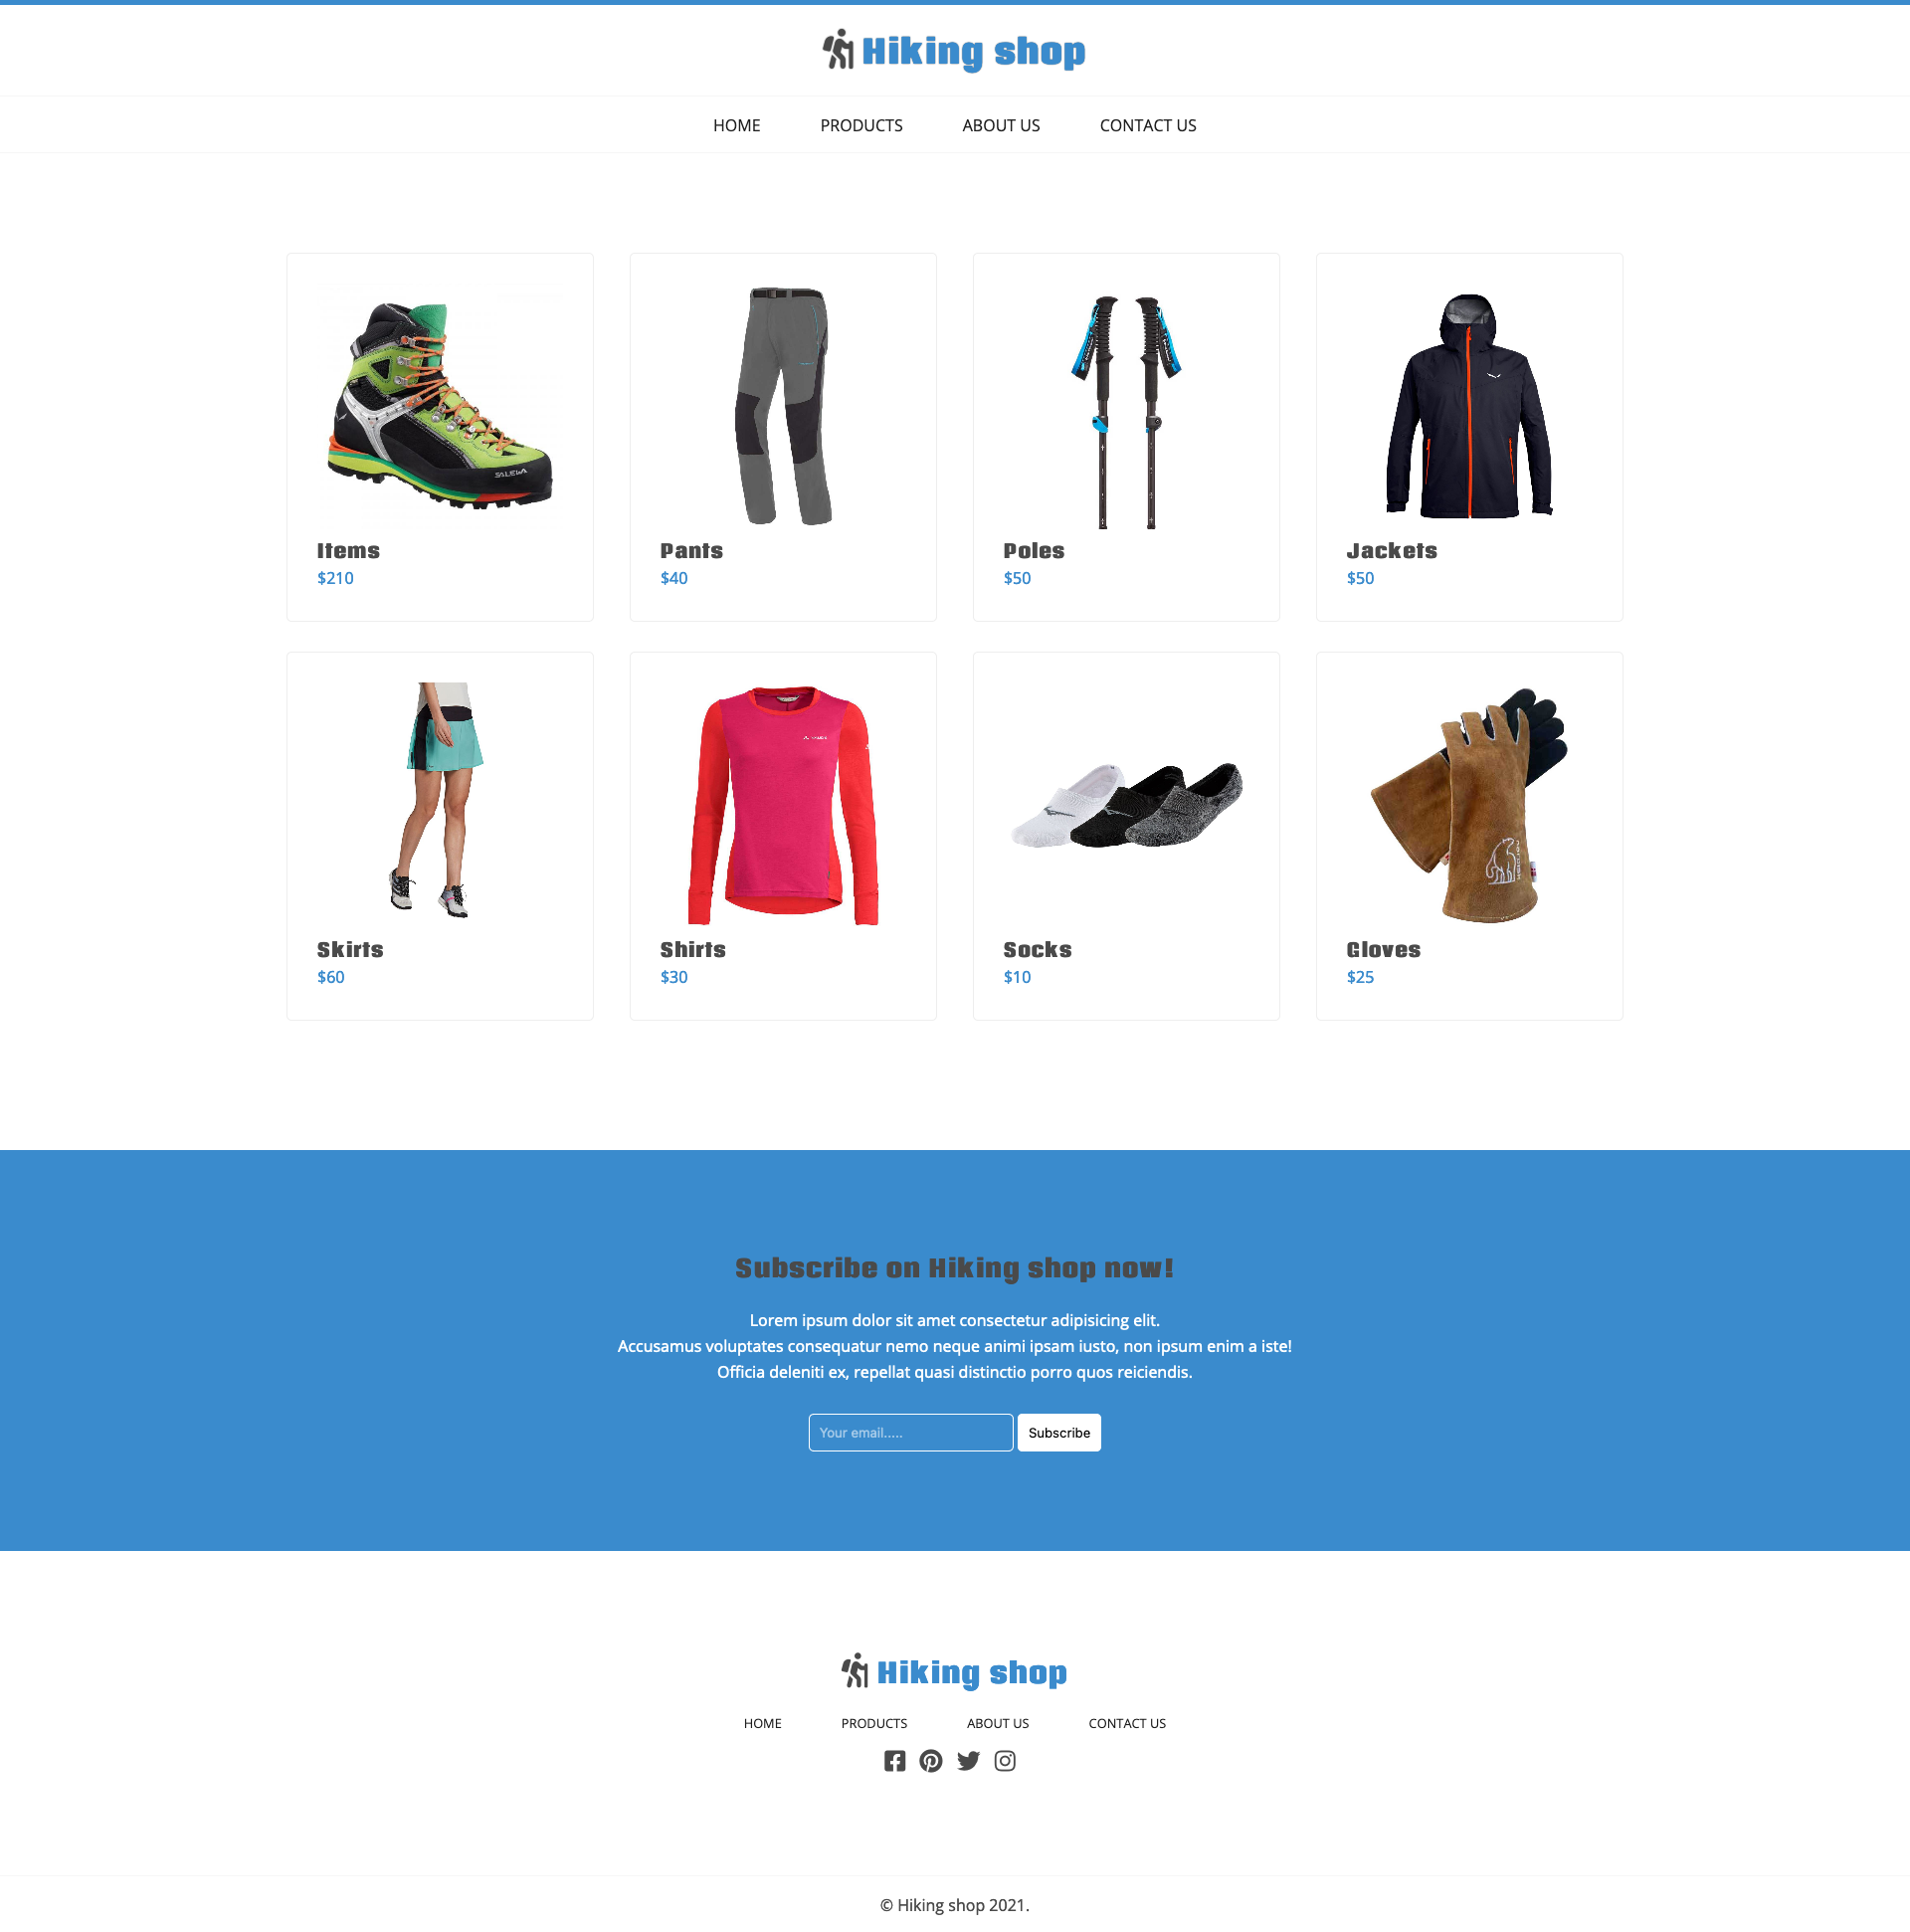 Hiking shop
HOME PRODUCTS ABOUT US CONTACT US
SALEWA
Items
$210
Pants
$40
Poles
$50
Jackets
$50
Skirts
$60
Shirts
$30
Socks
$10
NORDISK
Gloves
$25
Subscribe on Hiking shop now!
Lorem ipsum dolor sit amet consectetur adipisicing elit.
Accusamus voluptates consequatur nemo neque animi ipsam iusto, non ipsum enim a iste!
Officia deleniti ex, repellat quasi distinctio porro quos reiciendis.
Your email..... Subscribe
Hiking shop
HOME PRODUCTS ABOUT US CONTACT US
© Hiking shop 2021.